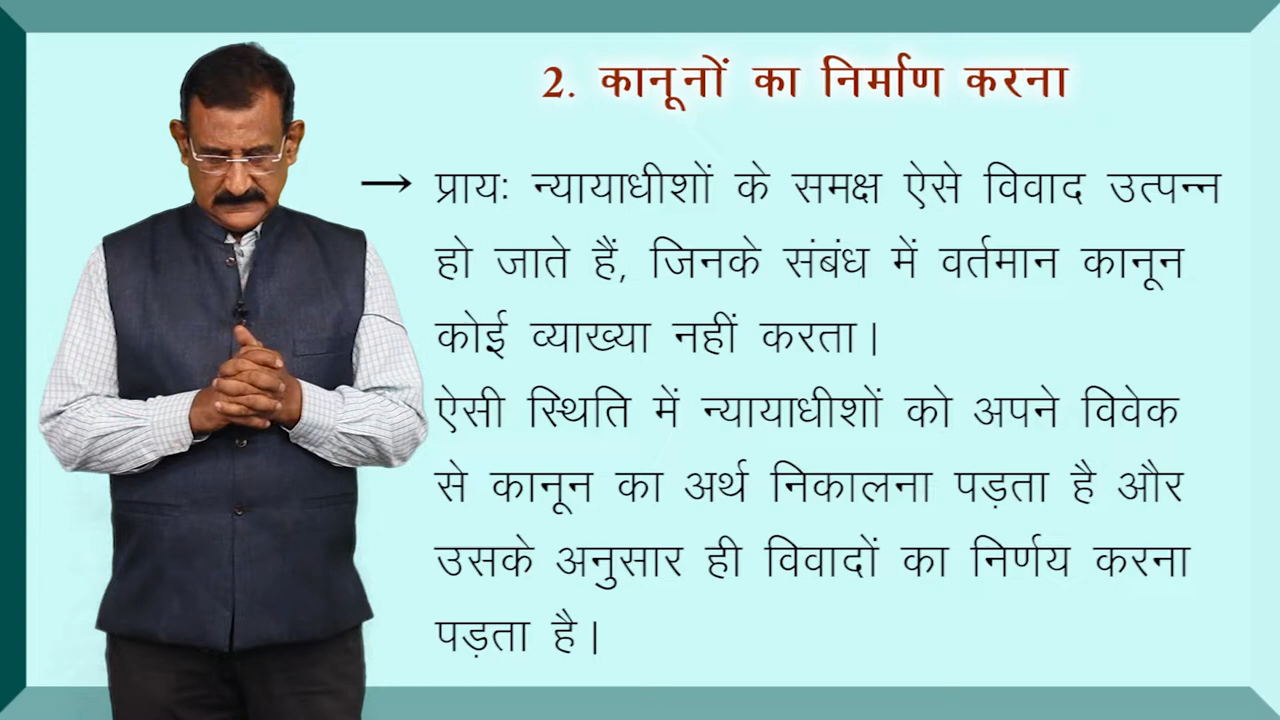 2. कानूनों का निर्माण करना
→ प्रायः न्यायाधीशों के समक्ष ऐसे विवाद उत्पन्न
हो जाते हैं, जिनके संबंध में वर्तमान कानून
कोई व्याख्या नहीं करता।
ऐसी स्थिति में न्यायाधीशों को अपने विवेक
से कानून का अर्थ निकालना पड़ता है और
उसके अनुसार ही विवादों का निर्णय करना
पड़ता है।